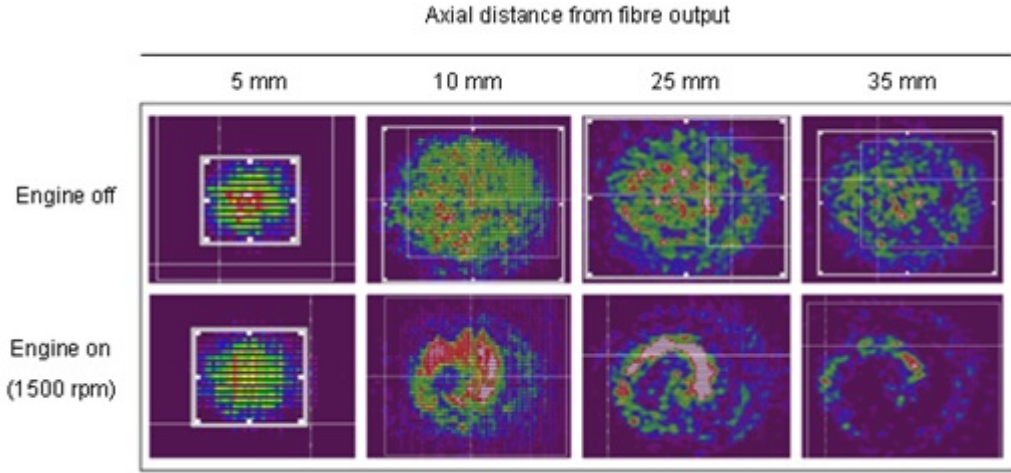 Axial distance from fibre output
5 mm 10 mm 25 mm 35 mm
Engine off
Engine on
(1500 rpm)